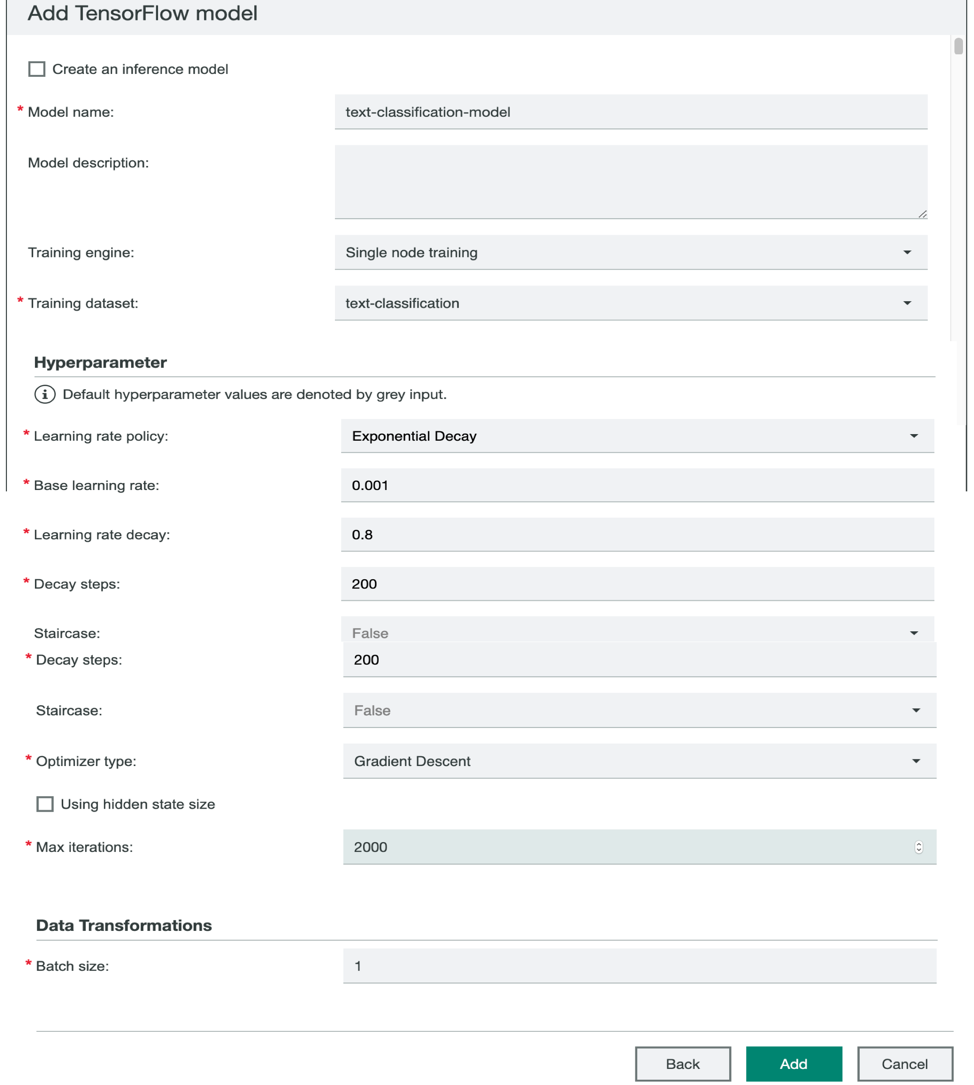 Add TensorFlow model
Create an inference model
* Model name: text-classification-model
Model description:
Training engine: Single node training
* Training dataset: text-classification
Hyperparameter
i Default hyperparameter values are denoted by grey input.
* Learning rate policy: Exponential Decay
* Base learning rate: 0.001
* Learning rate decay: 0.8
* Decay steps: 200
Staircase: False
* Decay steps: 200
Staircase: False
* Optimizer type: Gradient Descent
Using hidden state size
* Max iterations: 2000
Data Transformations
* Batch size: 1
Back Add Cancel